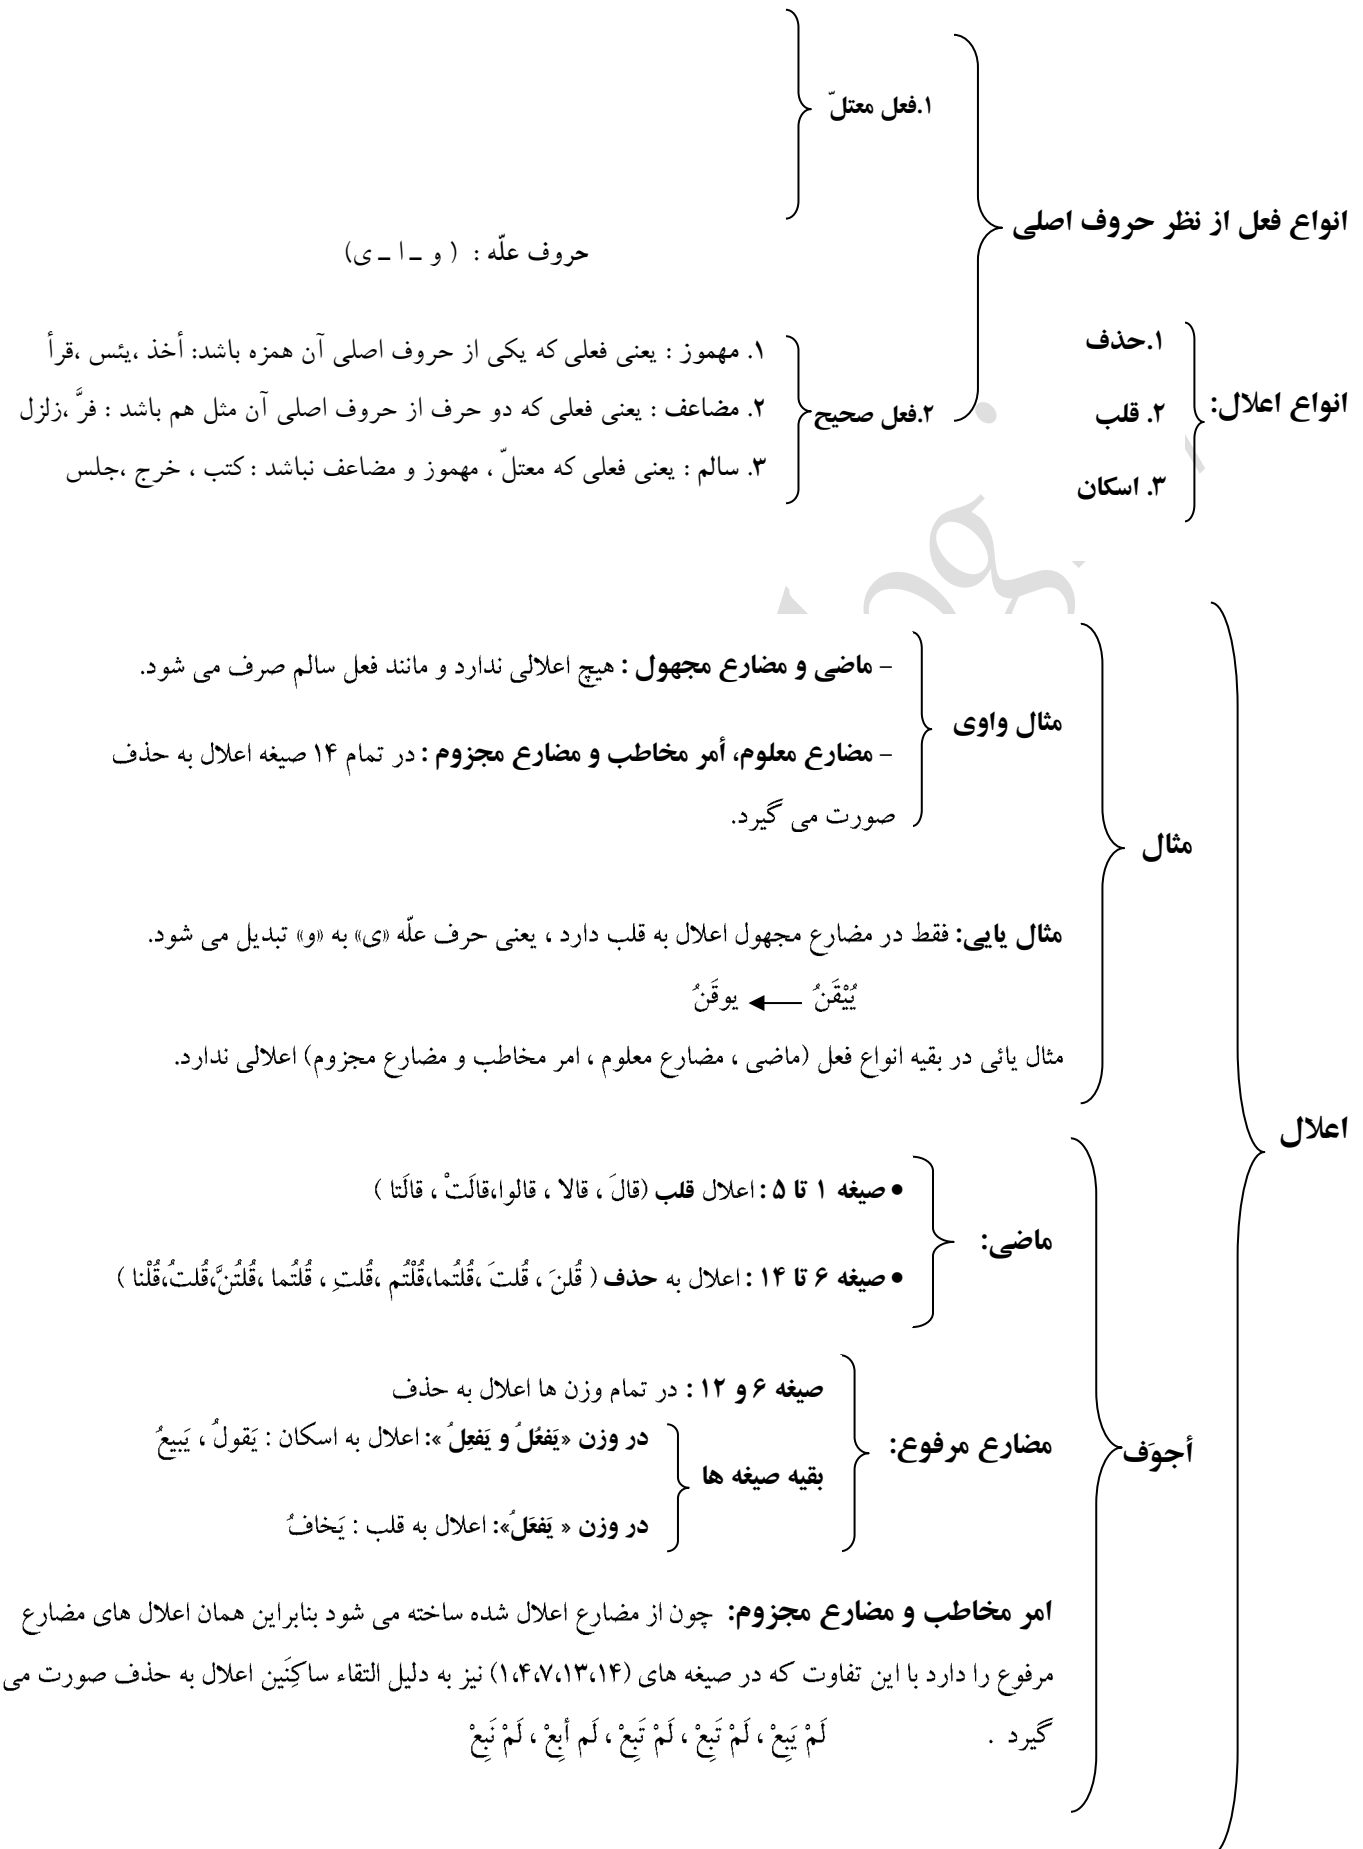 ۱.فعل معتلّ
انواع فعل از نظر حروف اصلی
حروف علّه : ( و ـ ا ـ ی)
۱. مهموز : یعنی فعلی که یکی از حروف اصلی آن همزه باشد: أخذ ،یئس ،قرأ
۲.فعل صحیح
۲. مضاعف : یعنی فعلی که دو حرف از حروف اصلی آن مثل هم باشد : فرَّ ،زلزل
۳. سالم : یعنی فعلی که معتلّ ، مهموز و مضاعف نباشد : کتب ، خرج ،جلس
انواع اعلال:
۱.حذف
۲. قلب
۳. اسکان
اعلال
مثال
مثال واوی
- ماضی و مضارع مجهول : هیچ اعلالی ندارد و مانند فعل سالم صرف می شود.
- مضارع معلوم، أمر مخاطب و مضارع مجزوم : در تمام ۱۴ صیغه اعلال به حذف
صورت می گیرد.
مثال یایی: فقط در مضارع مجهول اعلال به قلب دارد ، یعنی حرف علّه «ی» به «و» تبدیل می شود.
یُیْقَنُ یوقَنُ
مثال یائی در بقیه انواع فعل (ماضی ، مضارع معلوم ، امر مخاطب و مضارع مجزوم) اعلالی ندارد.
أجوَف
ماضی:
• صیغه ۱ تا ۵ : اعلال قلب (قالَ ، قالا ، قالوا،قالَتْ ، قالَتا )
• صیغه ۶ تا ۱۴ : اعلال به حذف ( قُلنَ ، قُلتَ ،قُلتُما،قُلْتُم ،قُلتِ ، قُلتُما ،قُلتُنَّ،قُلتُ،قُلْنا )
مضارع مرفوع:
صیغه ۶ و ۱۲ : در تمام وزن ها اعلال به حذف
بقیه صیغه ها
در وزن «یَفعُلُ و یَفعِلُ »: اعلال به اسکان : یَقولُ ، یَبیعُ
در وزن « یَفعَلُ»: اعلال به قلب : یَخافُ
امر مخاطب و مضارع مجزوم: چون از مضارع اعلال شده ساخته می شود بنابراین همان اعلال های مضارع
مرفوع را دارد با این تفاوت که در صیغه های (۱،۴،۷،۱۳،۱۴) نیز به دلیل التقاء ساکِنَین اعلال به حذف صورت می
گیرد . لَمْ یَبِعْ ، لَمْ تَبِعْ ، لَمْ تَبِعْ ، لَم أبِعْ ، لَمْ نَبِعْ